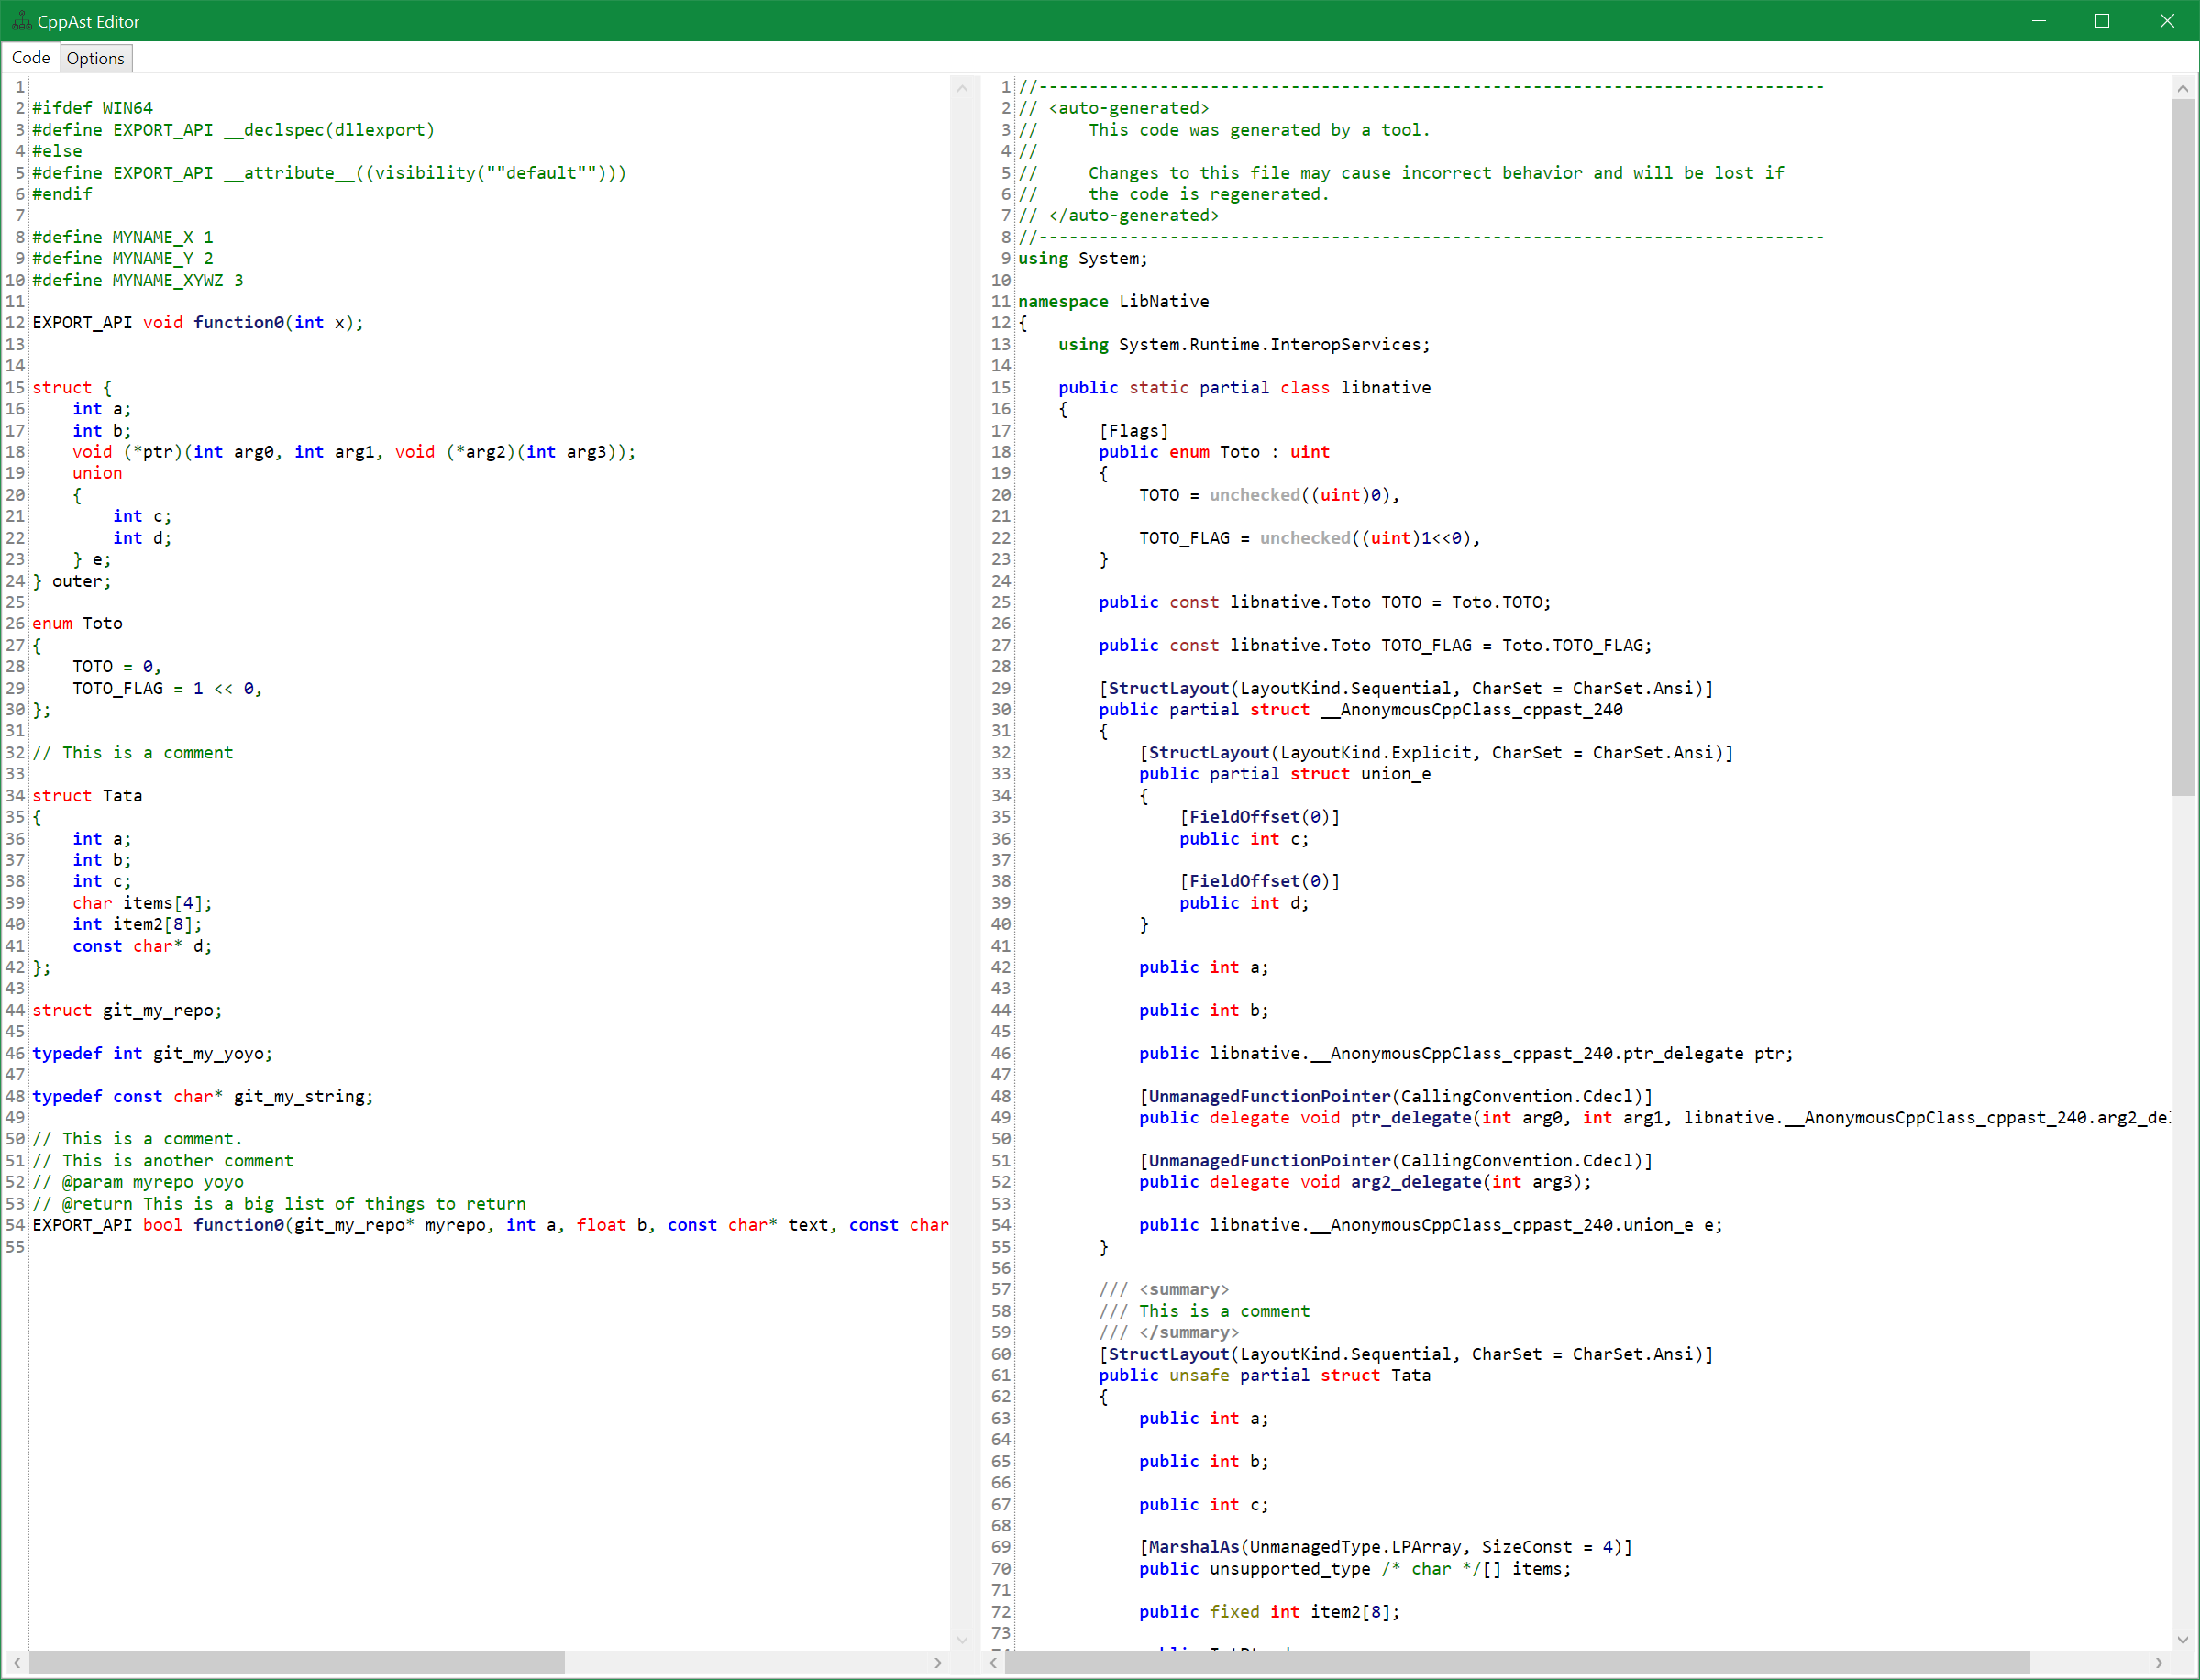 CppAst Editor
Code Options
1
2 #ifdef WIN64
3 #define EXPORT_API __declspec(dllexport)
4 #else
5 #define EXPORT_API __attribute__((visibility(""default"")))
6 #endif
7
8 #define MYNAME_X 1
9 #define MYNAME_Y 2
10 #define MYNAME_XYWZ 3
11
12 EXPORT_API void function0(int x);
13
14
15 struct {
16     int a;
17     int b;
18     void (*ptr)(int arg0, int arg1, void (*arg2)(int arg3));
19     union
20     {
21         int c;
22         int d;
23     } e;
24 } outer;
25
26 enum Toto
27 {
28     TOTO = 0,
29     TOTO_FLAG = 1 << 0,
30 };
31
32 // This is a comment
33
34 struct Tata
35 {
36     int a;
37     int b;
38     int c;
39     char items[4];
40     int item2[8];
41     const char* d;
42 };
43
44 struct git_my_repo;
45
46 typedef int git_my_yoyo;
47
48 typedef const char* git_my_string;
49
50 // This is a comment.
51 // This is another comment
52 // @param myrepo yoyo
53 // @return This is a big list of things to return
54 EXPORT_API bool function0(git_my_repo* myrepo, int a, float b, const char* text, const char
55
1 //------------------------------------------------------------------------------
2 // <auto-generated>
3 //     This code was generated by a tool.
4 //
5 //     Changes to this file may cause incorrect behavior and will be lost if
6 //     the code is regenerated.
7 // </auto-generated>
8 //------------------------------------------------------------------------------
9 using System;
10
11 namespace LibNative
12 {
13     using System.Runtime.InteropServices;
14
15     public static partial class libnative
16     {
17         [Flags]
18         public enum Toto : uint
19         {
20             TOTO = unchecked((uint)0),
21
22             TOTO_FLAG = unchecked((uint)1<<0),
23         }
24
25         public const libnative.Toto TOTO = Toto.TOTO;
26
27         public const libnative.Toto TOTO_FLAG = Toto.TOTO_FLAG;
28
29         [StructLayout(LayoutKind.Sequential, CharSet = CharSet.Ansi)]
30         public partial struct __AnonymousCppClass_cppast_240
31         {
32             [StructLayout(LayoutKind.Explicit, CharSet = CharSet.Ansi)]
33             public partial struct union_e
34             {
35                 [FieldOffset(0)]
36                 public int c;
37
38                 [FieldOffset(0)]
39                 public int d;
40             }
41
42             public int a;
43
44             public int b;
45
46             public libnative.__AnonymousCppClass_cppast_240.ptr_delegate ptr;
47
48             [UnmanagedFunctionPointer(CallingConvention.Cdecl)]
49             public delegate void ptr_delegate(int arg0, int arg1, libnative.__AnonymousCppClass_cppast_240.arg2_del
50
51             [UnmanagedFunctionPointer(CallingConvention.Cdecl)]
52             public delegate void arg2_delegate(int arg3);
53
54             public libnative.__AnonymousCppClass_cppast_240.union_e e;
55         }
56
57         /// <summary>
58         /// This is a comment
59         /// </summary>
60         [StructLayout(LayoutKind.Sequential, CharSet = CharSet.Ansi)]
61         public unsafe partial struct Tata
62         {
63             public int a;
64
65             public int b;
66
67             public int c;
68
69             [MarshalAs(UnmanagedType.LPArray, SizeConst = 4)]
70             public unsupported_type /* char */[] items;
71
72             public fixed int item2[8];
73